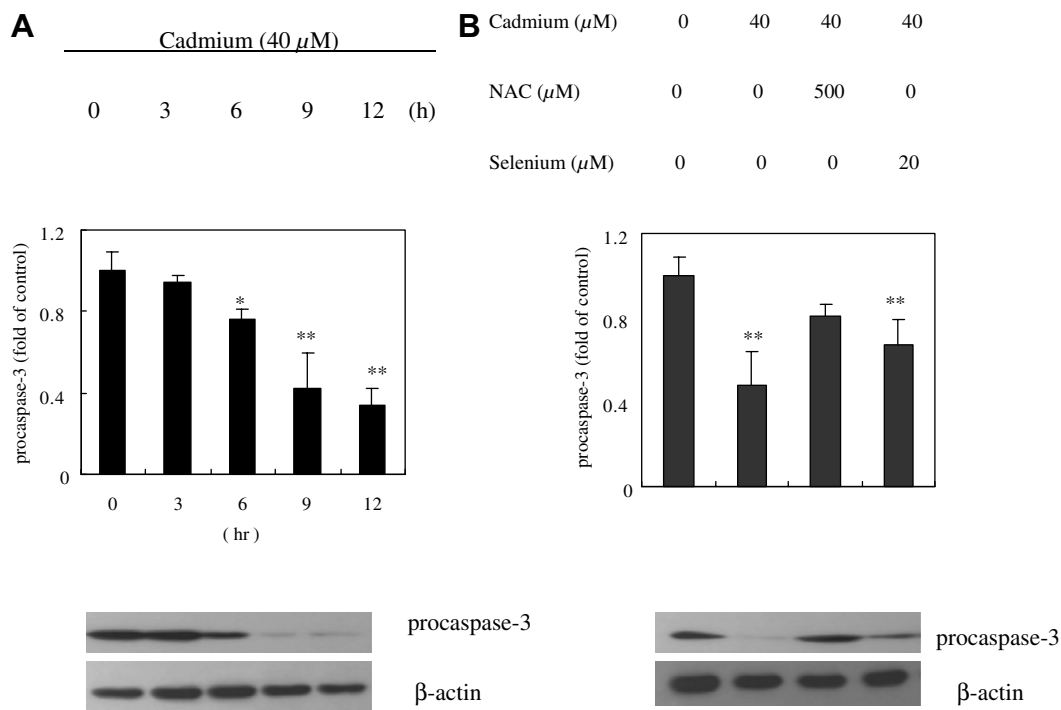 A
Cadmium (40 µM)
0 3 6 9 12 (h)
procaspase-3 (fold of control)
1.2
0.8
0.4
0
*
**
**
0 3 6 9 12
( hr )
procaspase-3
β-actin
B
Cadmium (µM) 0 40 40 40
NAC (µM) 0 0 500 0
Selenium (µM) 0 0 0 20
procaspase-3 (fold of control)
1.2
0.8
0.4
0
**
**
procaspase-3
β-actin